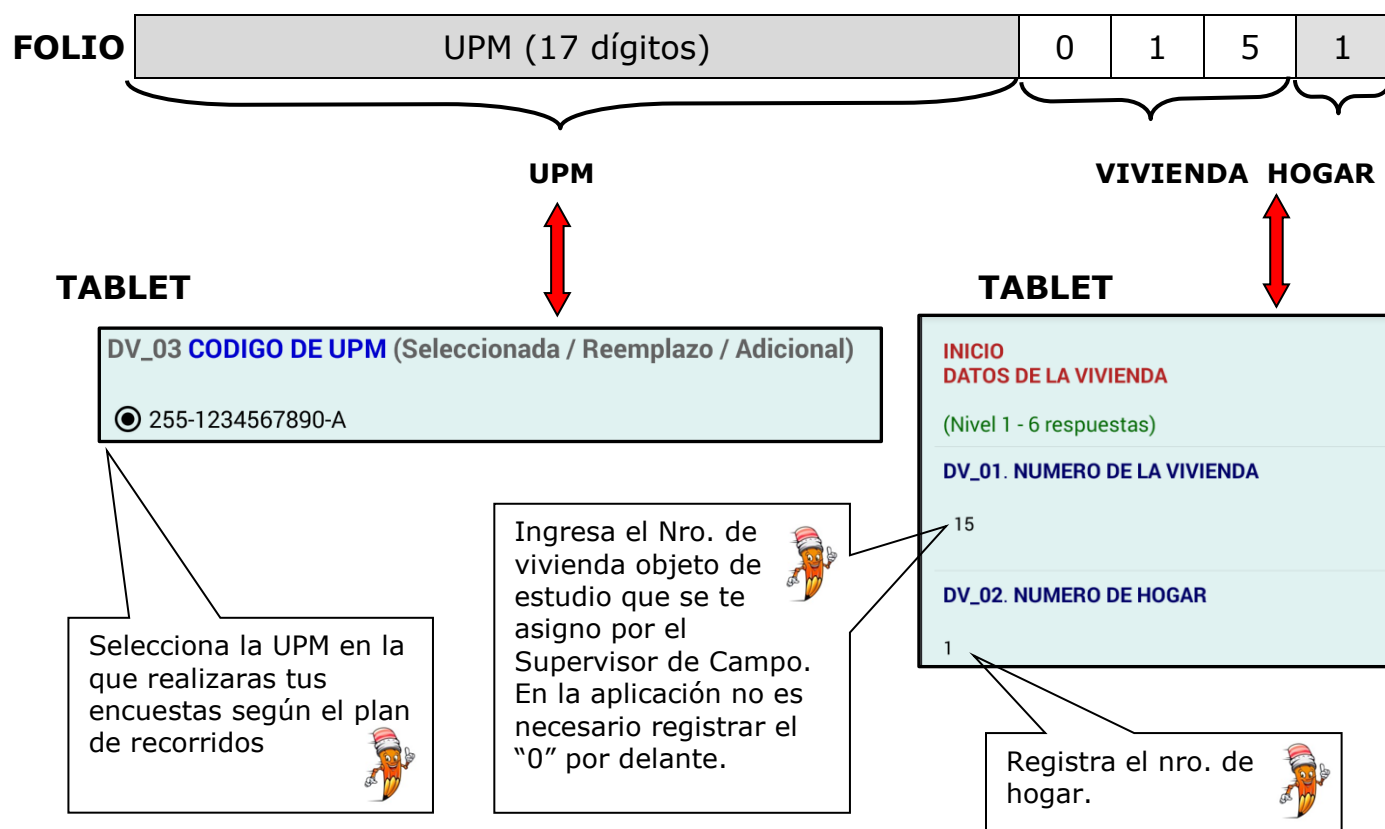 FOLIO UPM (17 dígitos) 0 1 5 1
UPM
VIVIENDA HOGAR
TABLET
DV_03 CODIGO DE UPM (Seleccionada / Reemplazo / Adicional)
255-1234567890-A
Selecciona la UPM en la
que realizaras tus
encuestas según el plan
de recorridos
Ingresa el Nro. de
vivienda objeto de
estudio que se te
asigno por el
Supervisor de Campo.
En la aplicación no es
necesario registrar el
“0” por delante.
TABLET
INICIO
DATOS DE LA VIVIENDA
(Nivel 1 - 6 respuestas)
DV_01. NUMERO DE LA VIVIENDA
15
DV_02. NUMERO DE HOGAR
1
Registra el nro. de
hogar.